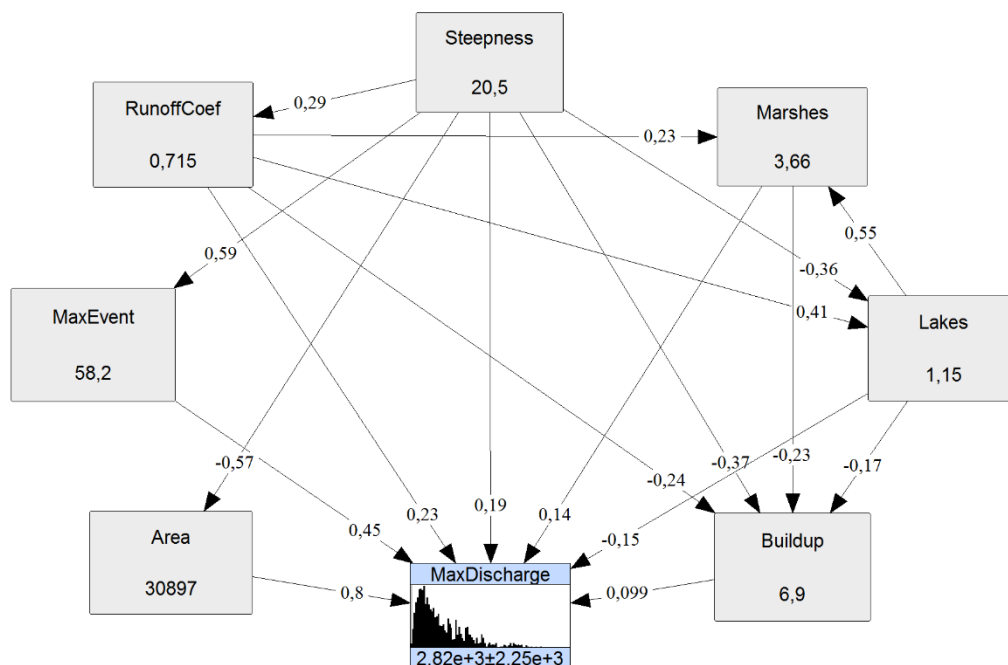 Steepness
20,5
RunoffCoef
0,715
Marshes
3,66
0,29
0,23
0,55
0,59
-0,36
0,41
MaxEvent
58,2
Lakes
1,15
-0,57
-0,37
-0,23
-0,17
-0,24
0,45
0,23
0,19
0,14
-0,15
Area
30897
Buildup
6,9
0,8
0,099
MaxDischarge
2.82e+3±2.25e+3